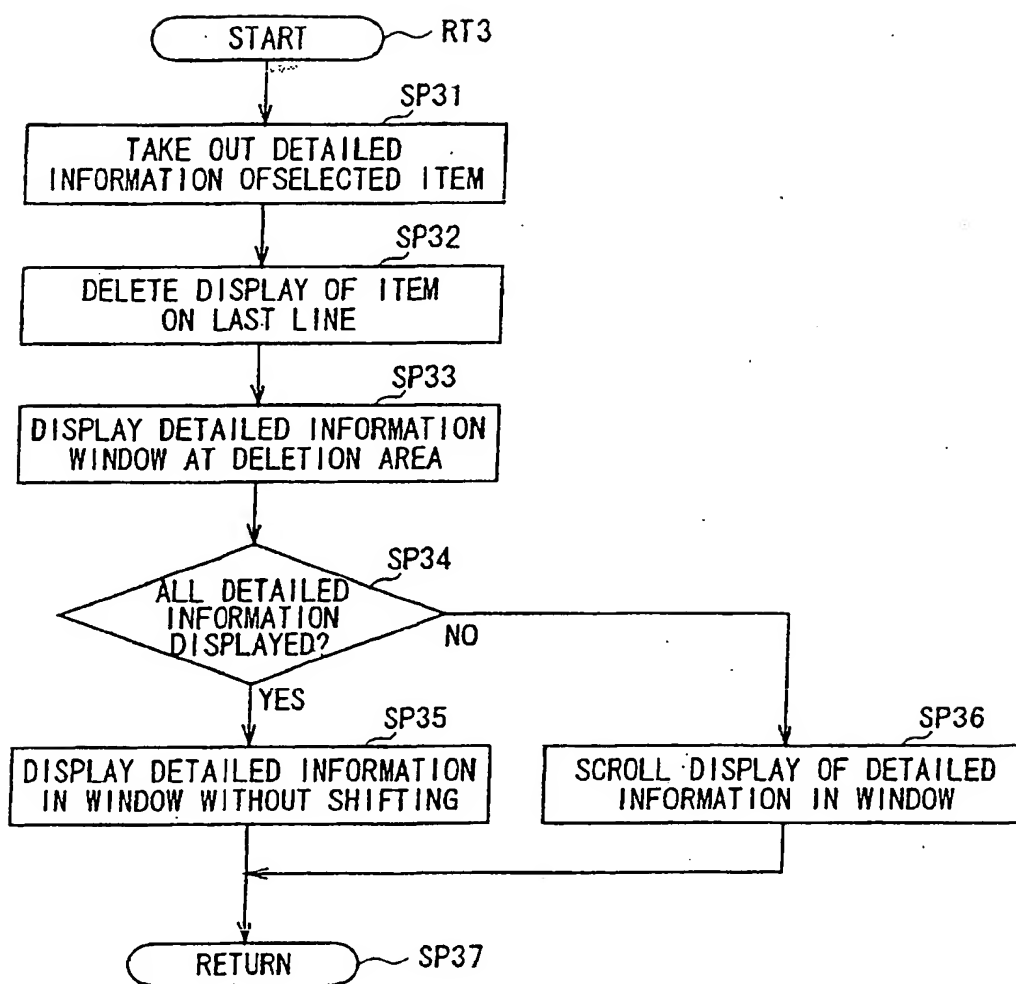 START
RT3
SP31
TAKE OUT DETAILED
INFORMATION OFSELECTED ITEM
SP32
DELETE DISPLAY OF ITEM
ON LAST LINE
SP33
DISPLAY DETAILED INFORMATION
WINDOW AT DELETION AREA
SP34
ALL DETAILED
INFORMATION
DISPLAYED?
NO
YES
SP35
DISPLAY DETAILED INFORMATION
IN WINDOW WITHOUT SHIFTING
SP36
SCROLL DISPLAY OF DETAILED
INFORMATION IN WINDOW
RETURN
SP37